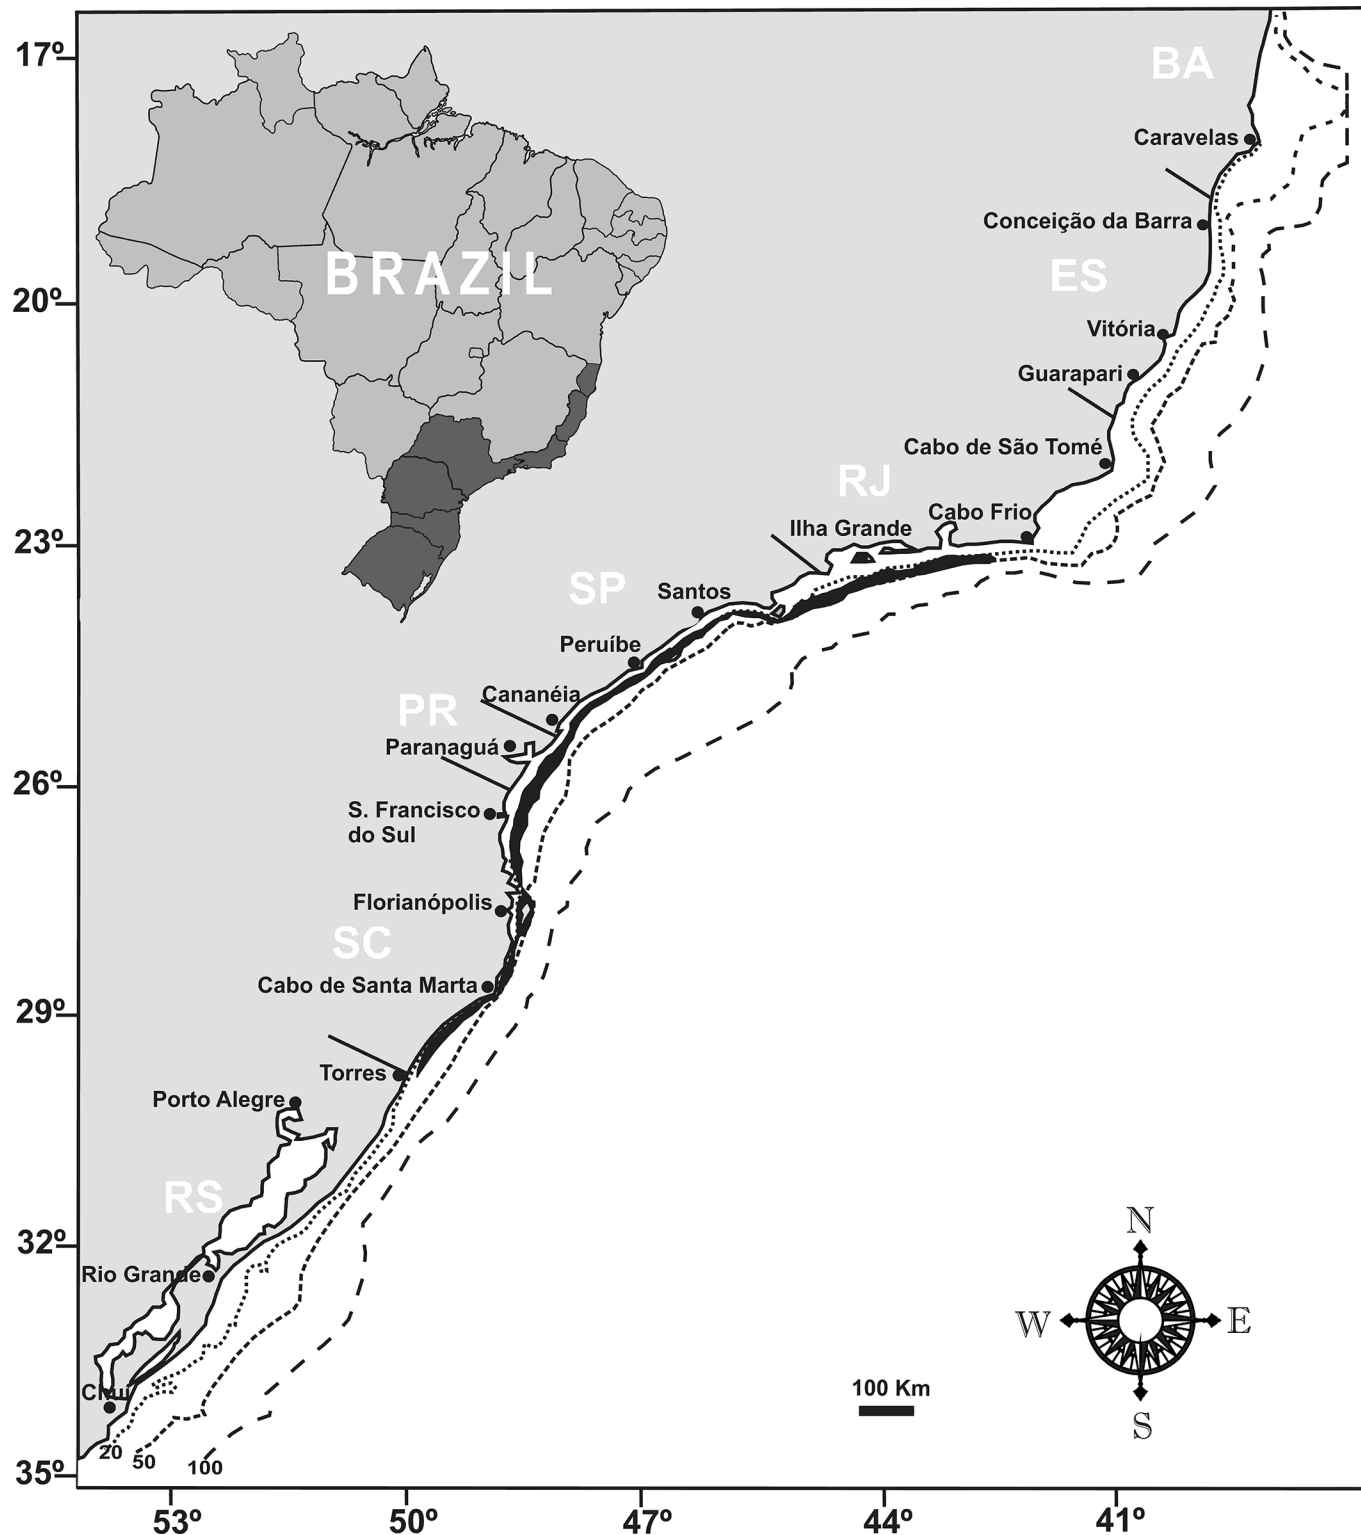 17º
BA
Caravelas
Conceição da Barra
BRAZIL
ES
20º
Vitória
Guarapari
Cabo de São Tomé
RJ
Cabo Frio
Ilha Grande
23º
SP
Santos
Peruíbe
Cananéia
PR
Paranaguá
26º
S. Francisco
do Sul
Florianópolis
SC
Cabo de Santa Marta
29º
Torres
Porto Alegre
RS
N
32º
Rio Grande
W
E
Chuí
100 Km
S
20
50
100
35º
53º
50º
47º
44º
41º